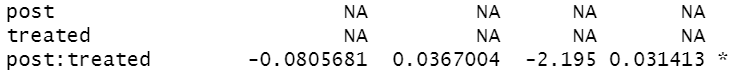 post NA NA NA NA
treated NA NA NA NA
post:treated -0.0805681 0.0367004 -2.195 0.031413 *